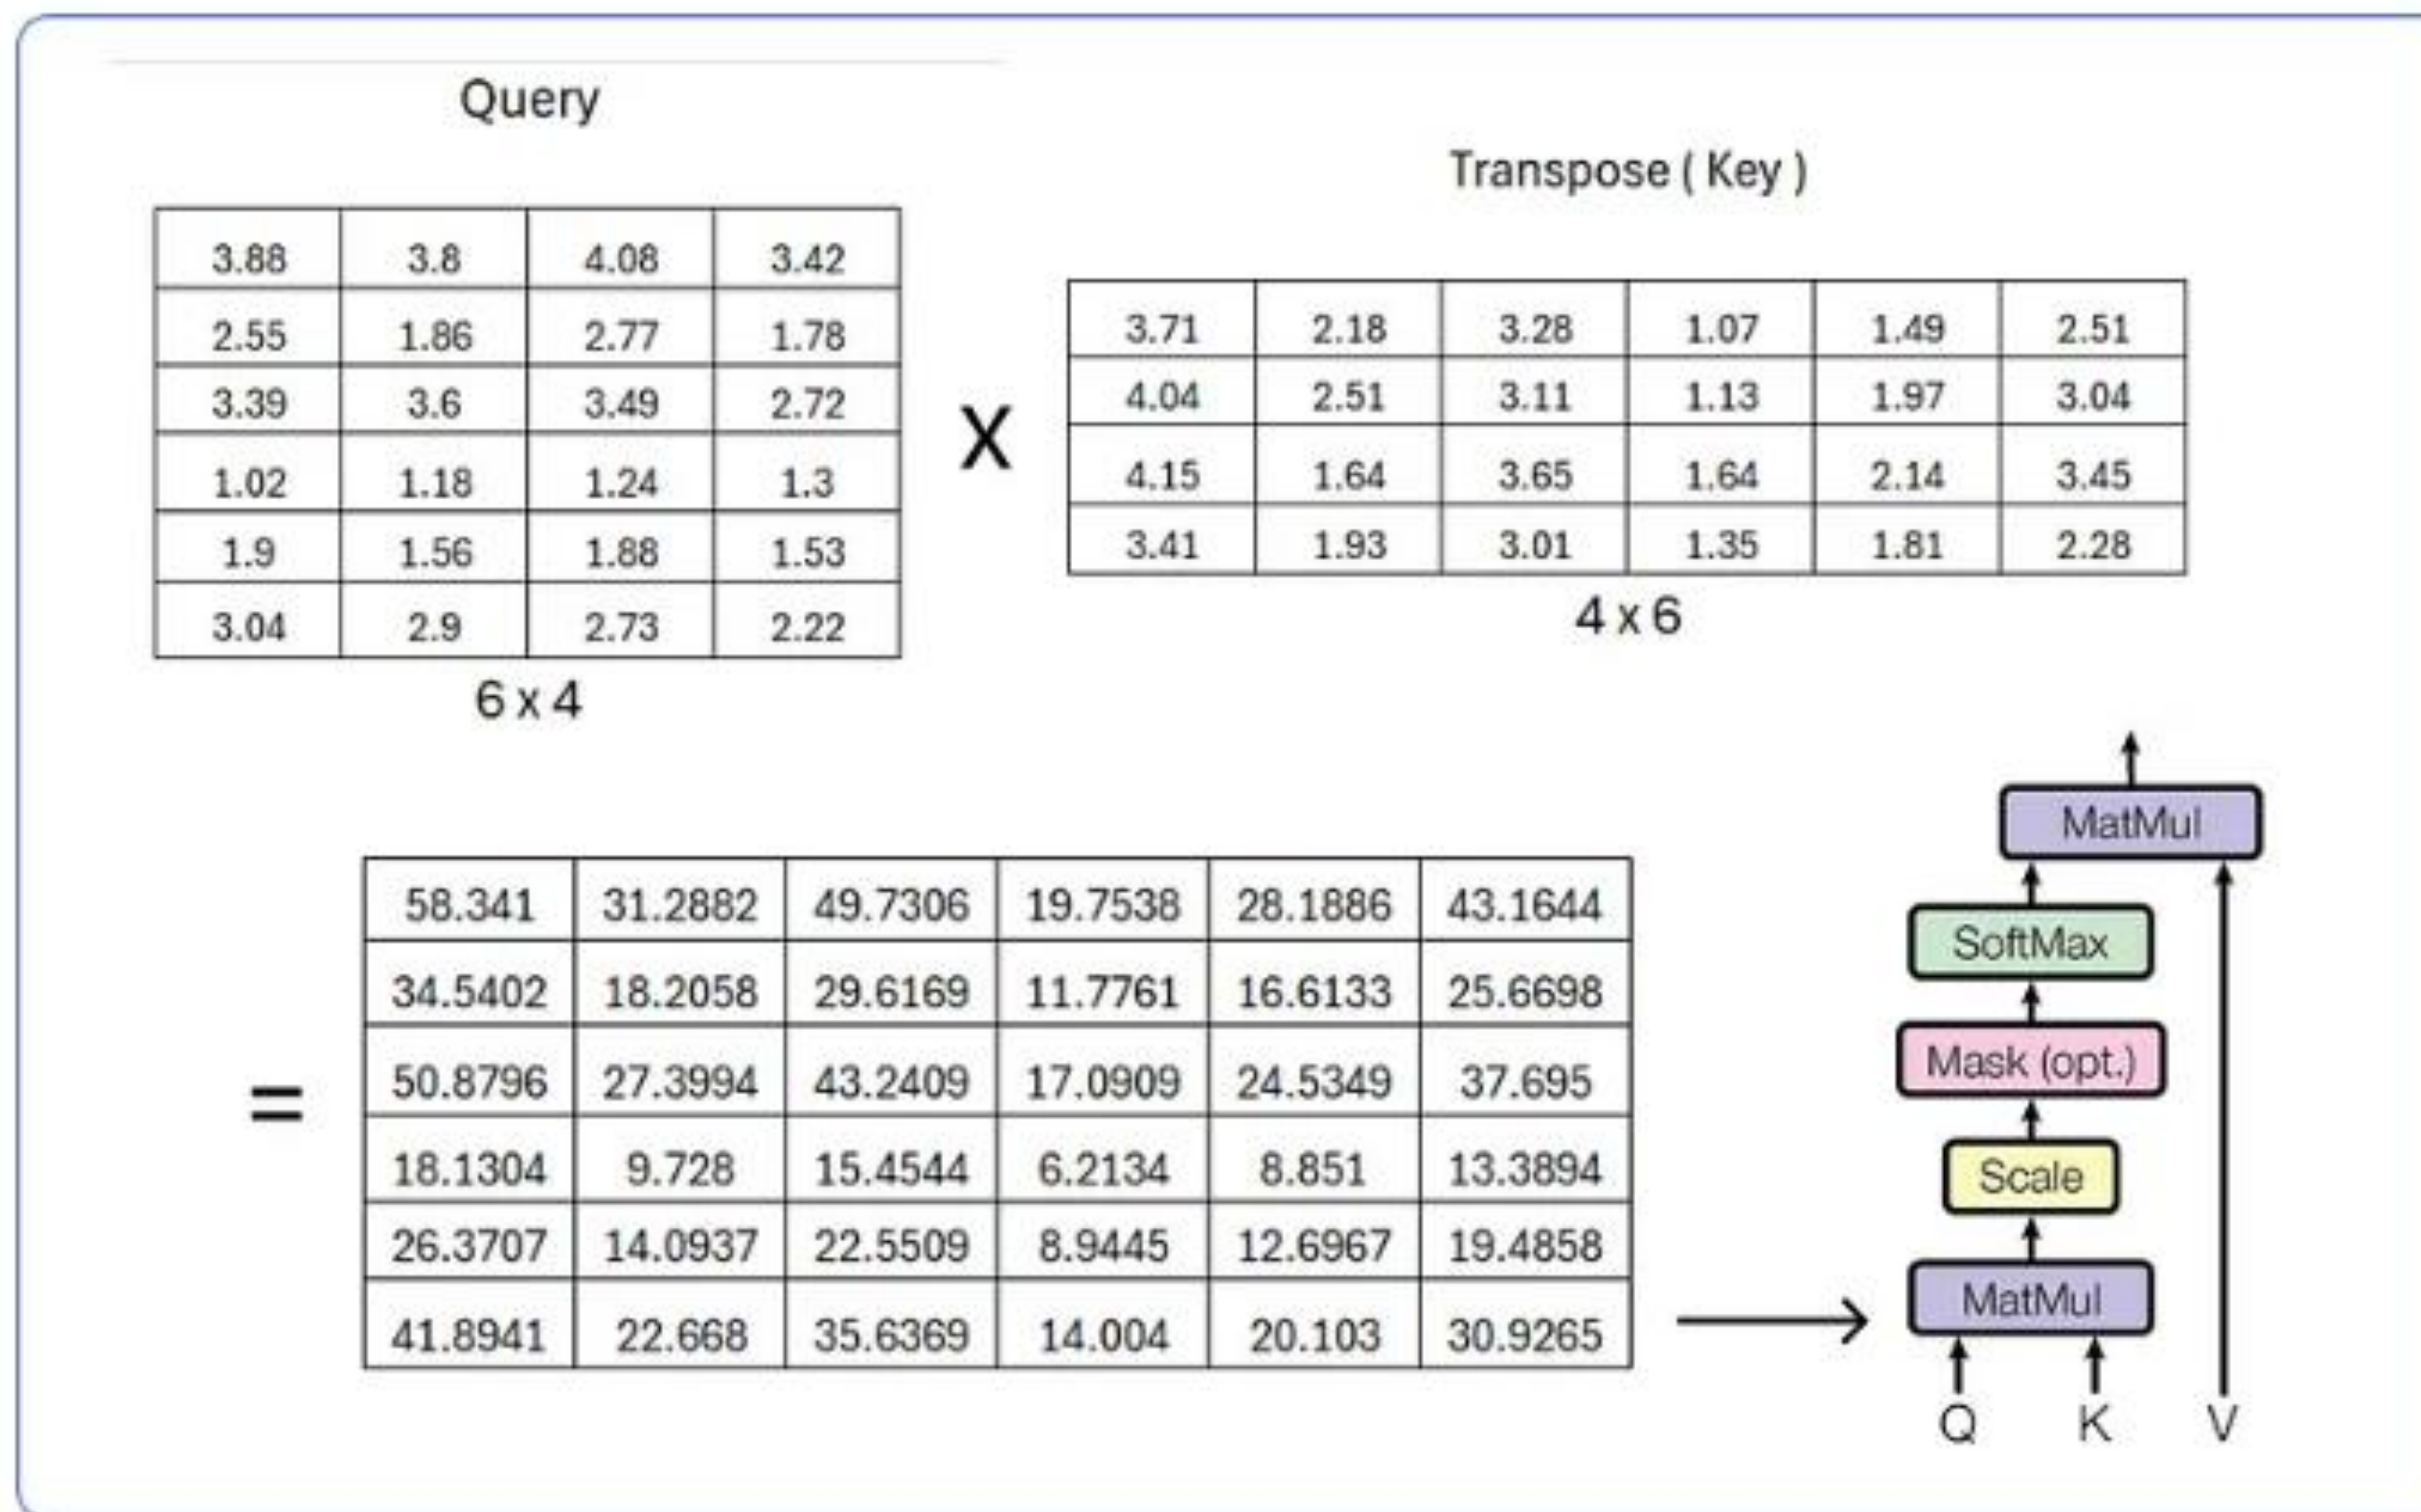 Query
3.88 3.8 4.08 3.42
2.55 1.86 2.77 1.78
3.39 3.6 3.49 2.72
1.02 1.18 1.24 1.3
1.9 1.56 1.88 1.53
3.04 2.9 2.73 2.22
6 x 4
X
Transpose ( Key )
3.71 2.18 3.28 1.07 1.49 2.51
4.04 2.51 3.11 1.13 1.97 3.04
4.15 1.64 3.65 1.64 2.14 3.45
3.41 1.93 3.01 1.35 1.81 2.28
4 x 6
=
58.341 31.2882 49.7306 19.7538 28.1886 43.1644
34.5402 18.2058 29.6169 11.7761 16.6133 25.6698
50.8796 27.3994 43.2409 17.0909 24.5349 37.695
18.1304 9.728 15.4544 6.2134 8.851 13.3894
26.3707 14.0937 22.5509 8.9445 12.6967 19.4858
41.8941 22.668 35.6369 14.004 20.103 30.9265
MatMul
SoftMax
Mask (opt.)
Scale
MatMul
Q K V